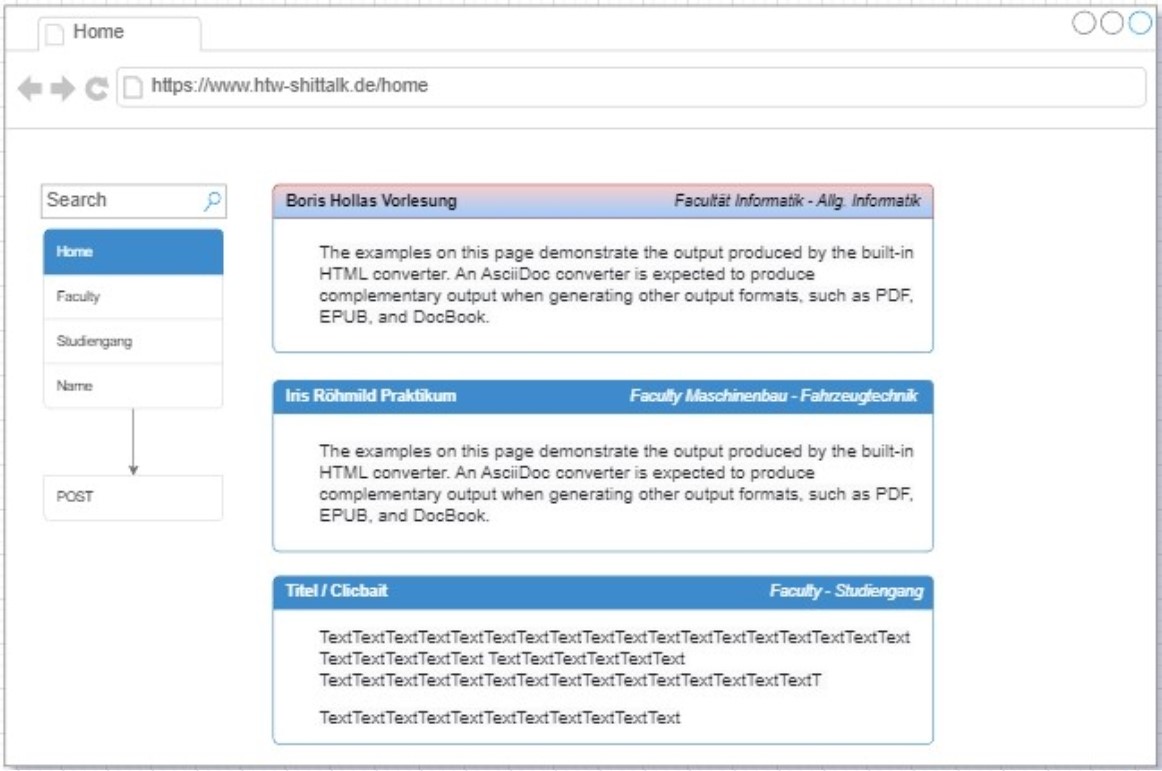 Home
https://www.htw-shittalk.de/home
Search
Home
Faculty
Studiengang
Name
POST
Boris Hollas Vorlesung Facultät Informatik - Allg. Informatik
The examples on this page demonstrate the output produced by the built-in
HTML converter. An AsciiDoc converter is expected to produce
complementary output when generating other output formats, such as PDF,
EPUB, and DocBook.
Iris Röhmild Praktikum Faculty Maschinenbau - Fahrzeugtechnik
The examples on this page demonstrate the output produced by the built-in
HTML converter. An AsciiDoc converter is expected to produce
complementary output when generating other output formats, such as PDF,
EPUB, and DocBook.
Titel / Clicbait Faculty - Studiengang
TextTextTextTextTextTextTextTextTextTextTextTextTextTextTextTextTextText
TextTextTextTextText TextTextTextTextTextText
TextTextTextTextTextTextTextTextTextTextTextTextTextTextTextT
TextTextTextTextTextTextTextTextTextTextText